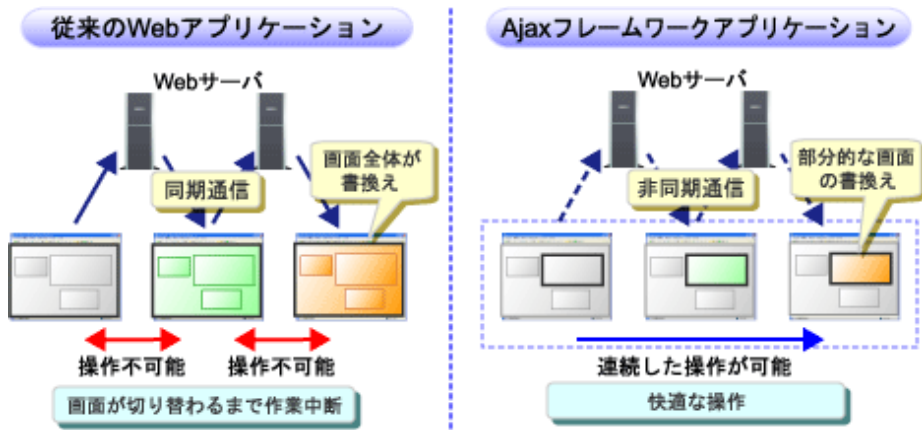 従来のWebアプリケーション
Webサーバ
画面全体が
書換え
同期通信
操作不可能
操作不可能
画面が切り替わるまで作業中断
Ajaxフレームワークアプリケーション
Webサーバ
部分的な画面
の書換え
非同期通信
連続した操作が可能
快適な操作